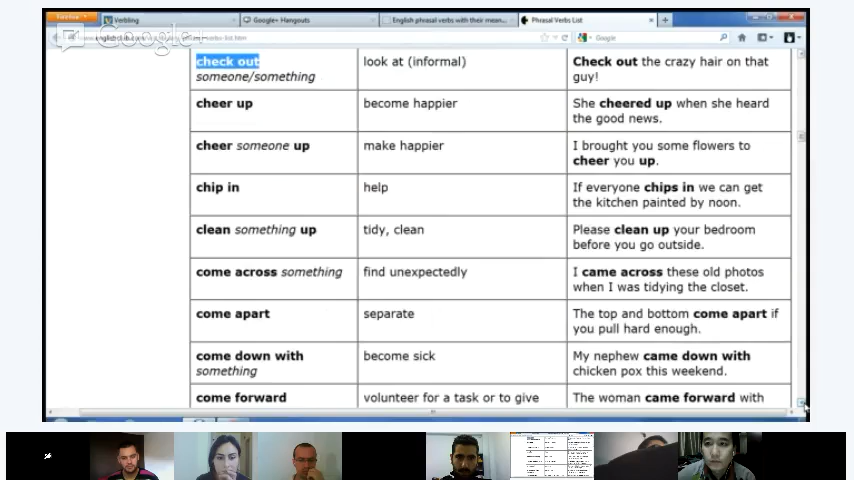 Verbling
Google+ Hangouts
English phrasal verbs with their mean...
Phrasal Verbs List
Google+
Google
check out
someone/something
look at (informal)
Check out the crazy hair on that
guy!
cheer up
become happier
She cheered up when she heard
the good news.
cheer someone up
make happier
I brought you some flowers to
cheer you up.
chip in
help
If everyone chips in we can get
the kitchen painted by noon.
clean something up
tidy, clean
Please clean up your bedroom
before you go outside.
come across something
find unexpectedly
I came across these old photos
when I was tidying the closet.
come apart
separate
The top and bottom come apart if
you pull hard enough.
come down with
something
become sick
My nephew came down with
chicken pox this weekend.
come forward
volunteer for a task or to give
The woman came forward with